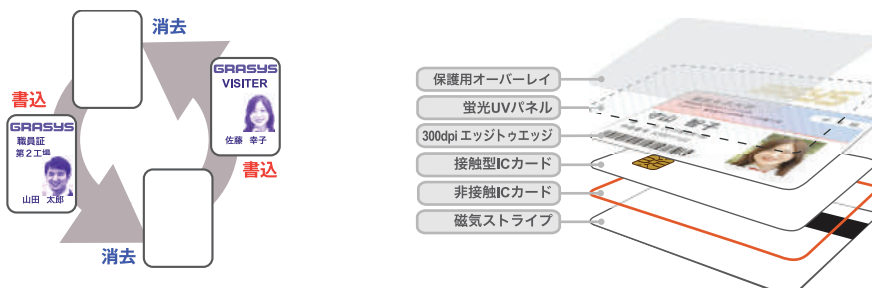 消去
GRASYS
VISITER
佐藤 幸子
書込
書込
GRASYS
職員証
第2工場
山田 太郎
消去
保護用オーバーレイ
蛍光UVパネル
300dpi エッジトゥエッジ
接触型ICカード
非接触ICカード
磁気ストライプ